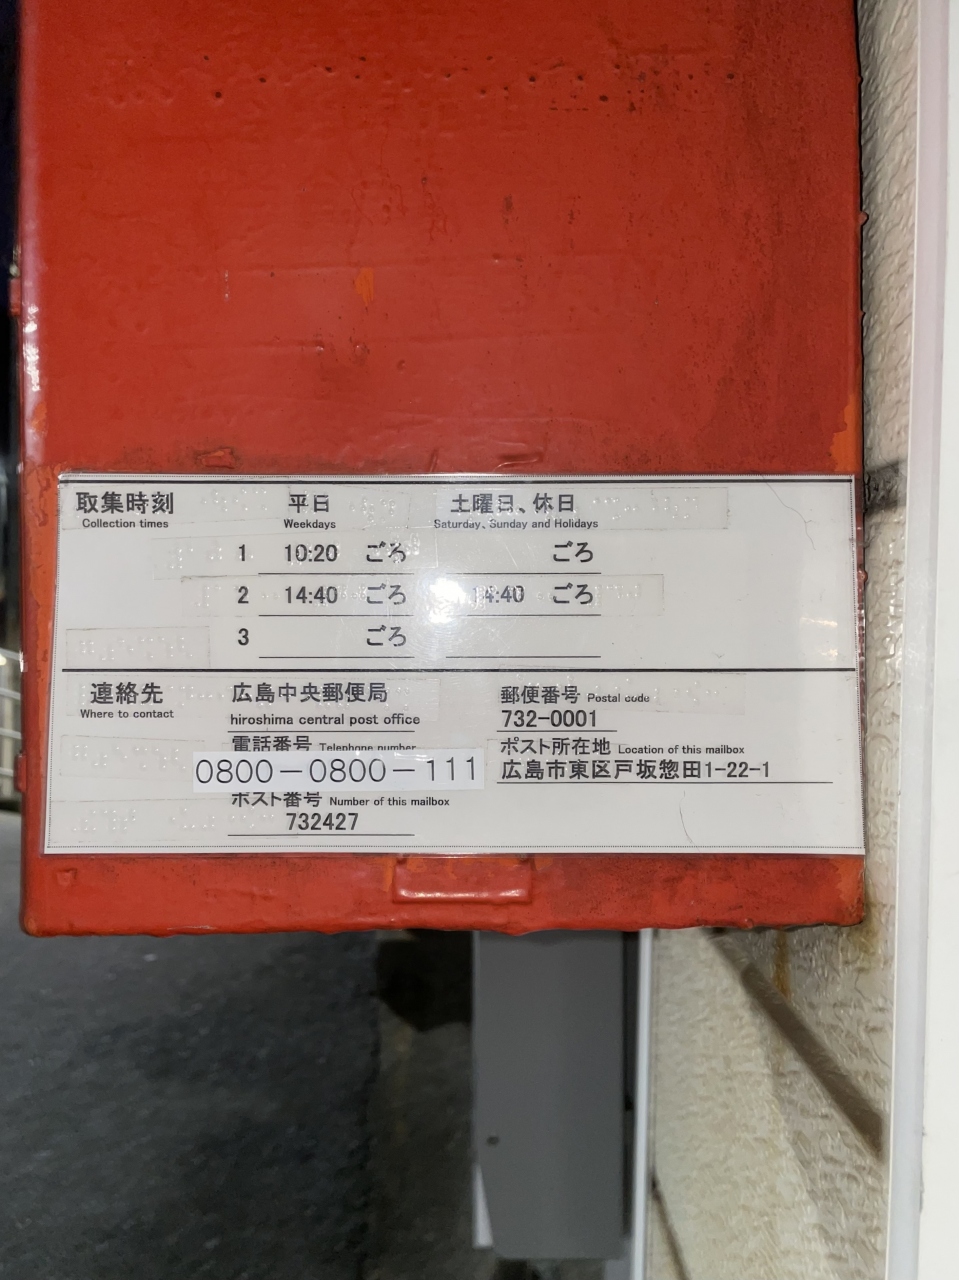 取集時刻 平日 土曜日、休日
Collection times Weekdays Saturday、Sunday and Holidays
1 10:20 ごろ ごろ
2 14:40 ごろ 14:40 ごろ
3 ごろ
連絡先 広島中央郵便局 郵便番号 Postal code
Where to contact hiroshima central post office 732-0001
電話番号 Telephone number ポスト所在地 Location of this mailbox
0800－0800－111 広島市東区戸坂惣田1-22-1
ポスト番号 Number of this mailbox
732427